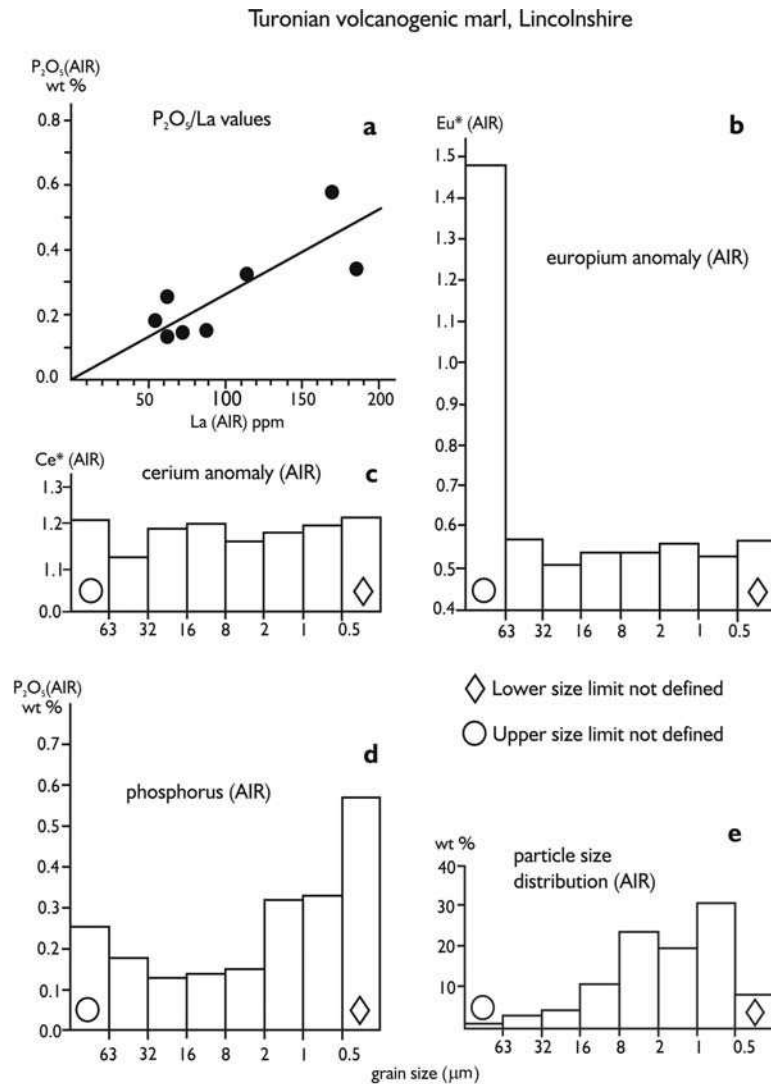 Turonian volcanogenic marl, Lincolnshire
P₂O₅(AIR)
wt %
P₂O₅/La values
a
0.8
0.6
0.4
0.2
0.0
50 100 150 200
La (AIR) ppm
Eu* (AIR)
b
europium anomaly (AIR)
1.5
1.4
1.3
1.2
1.1
1.1
0.9
0.8
0.7
0.6
0.5
0.4
63 32 16 8 2 1 0.5
Ce* (AIR)
cerium anomaly (AIR)
c
1.3
1.2
1.1
0.0
63 32 16 8 2 1 0.5
Lower size limit not defined
Upper size limit not defined
P₂O₅(AIR)
wt %
d
phosphorus (AIR)
0.7
0.6
0.5
0.4
0.3
0.2
0.1
0.0
63 32 16 8 2 1 0.5
wt %
e
particle size
distribution (AIR)
40
30
20
10
63 32 16 8 2 1 0.5
grain size (μm)